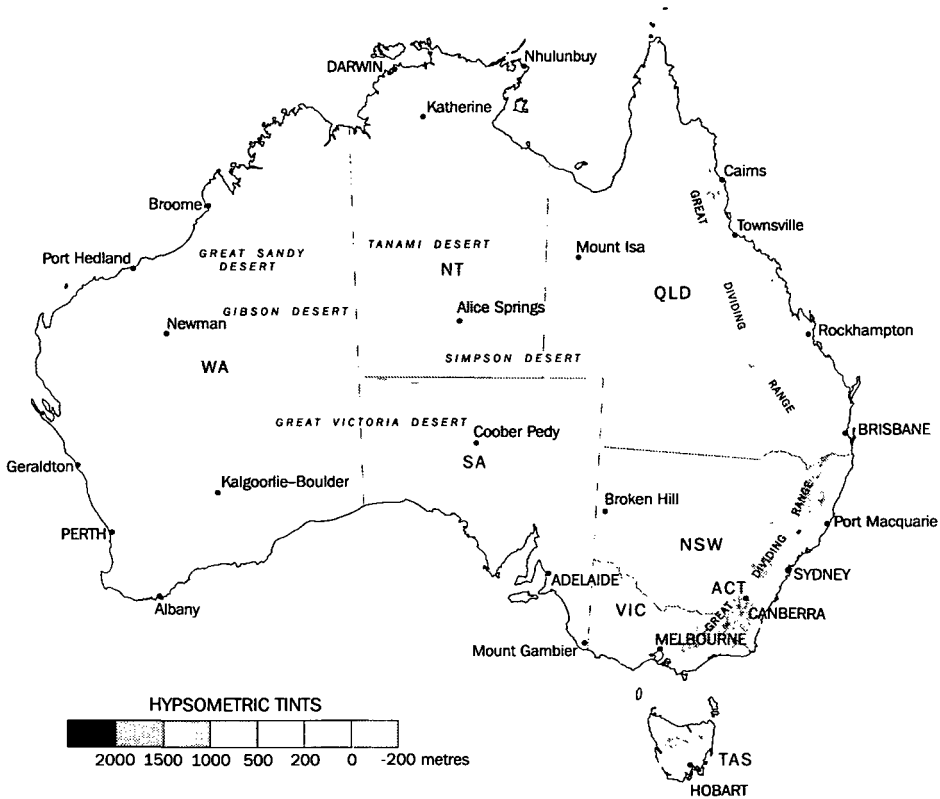 Nhulunbuy
DARWIN
Katherine
Cairns
GREAT
Broome
Townsville
Port Hedland
GREAT SANDY
DESERT
TANAMI DESERT
Mount Isa
NT
QLD
DIVIDING
Alice Springs
GIBSON DESERT
Newman
Rockhampton
SIMPSON DESERT
WA
RANGE
GREAT VICTORIA DESERT
Coober Pedy
BRISBANE
SA
Geraldton
Kalgoorlie–Boulder
Broken Hill
RANGE
Port Macquarie
PERTH
NSW
DIVIDING
SYDNEY
ADELAIDE
ACT
Albany
VIC
GREAT
CANBERRA
MELBOURNE
Mount Gambier
HYPSOMETRIC TINTS
2000 1500 1000 500 200 0 -200 metres
TAS
HOBART